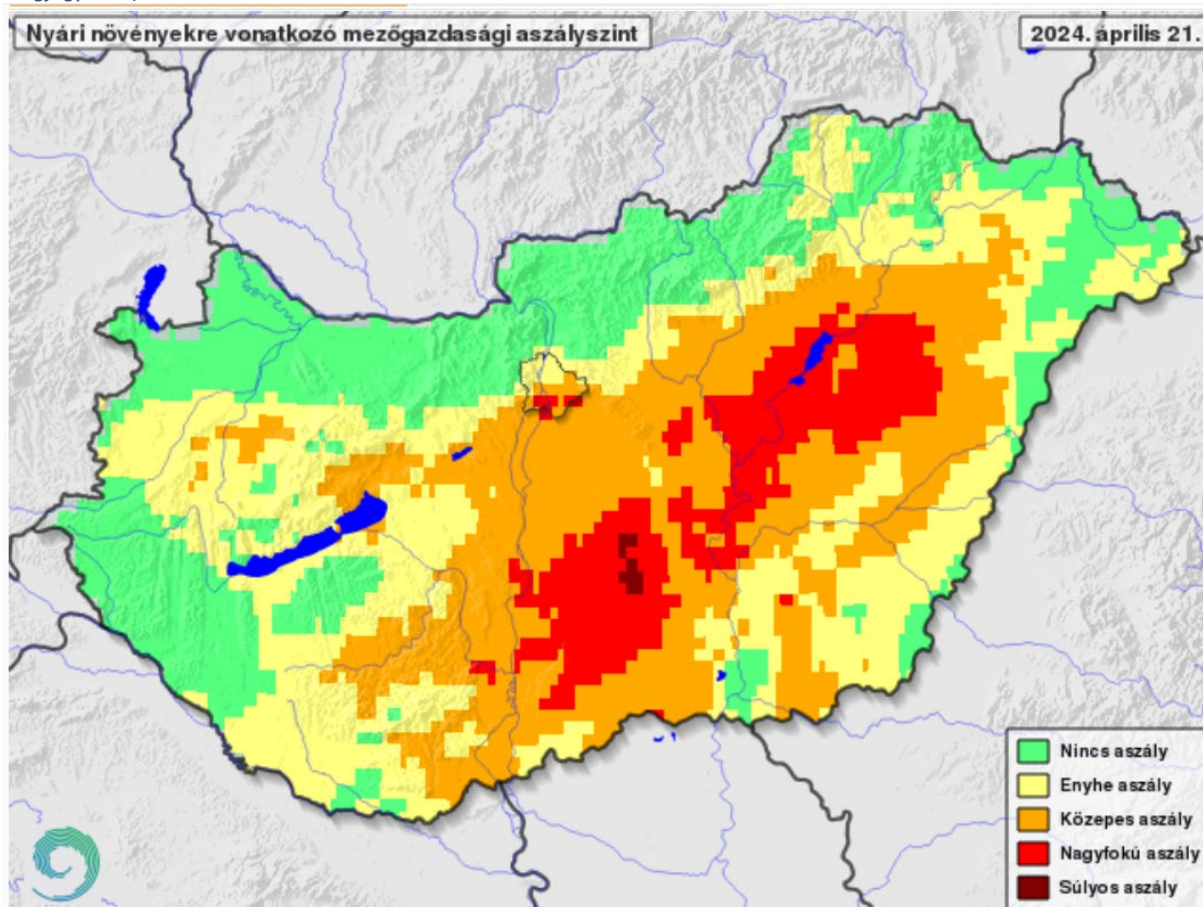 Nyári növényekre vonatkozó mezőgazdasági aszályszint
2024. április 21.
Nincs aszály
Enyhe aszály
Közepes aszály
Nagyfokú aszály
Súlyos aszály